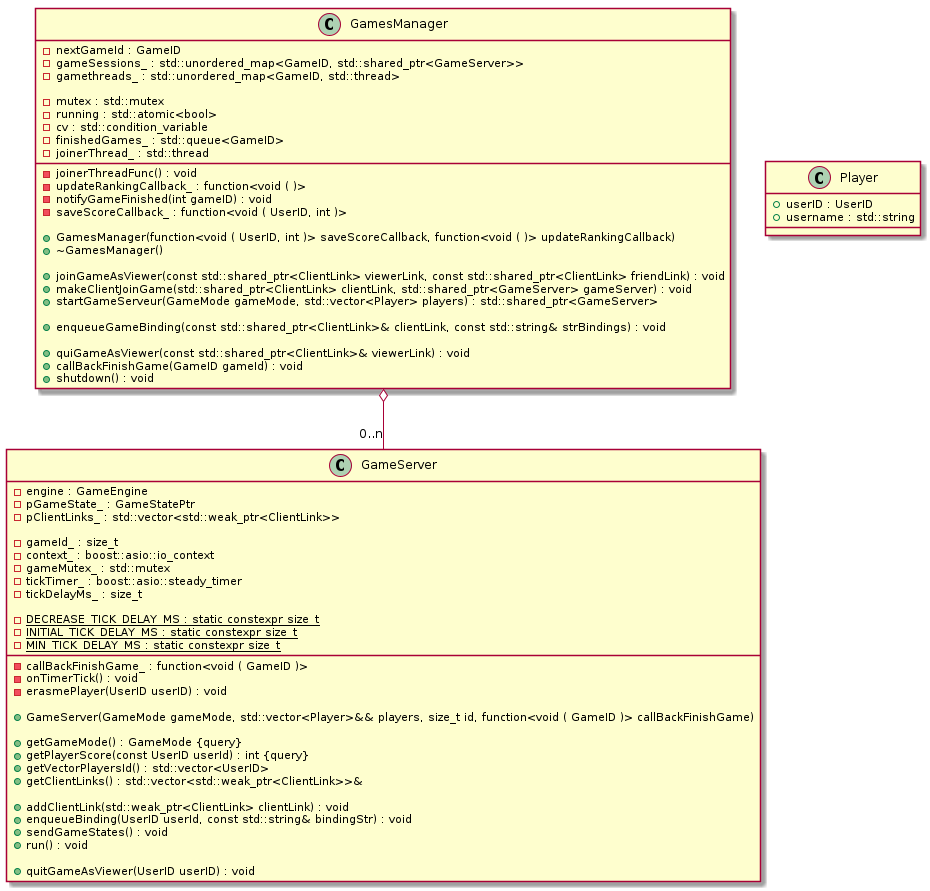 C GamesManager
nextGameId : GameID
gameSessions_ : std::unordered_map<GameID, std::shared_ptr<GameServer>>
gamethreads_ : std::unordered_map<GameID, std::thread>
mutex : std::mutex
running : std::atomic<bool>
cv : std::condition_variable
finishedGames_ : std::queue<GameID>
joinerThread_ : std::thread
joinerThreadFunc() : void
updateRankingCallback_ : function<void ( )>
notifyGameFinished(int gameID) : void
saveScoreCallback_ : function<void ( UserID, int )>
GamesManager(function<void ( UserID, int )> saveScoreCallback, function<void ( )> updateRankingCallback)
~GamesManager()
joinGameAsViewer(const std::shared_ptr<ClientLink> viewerLink, const std::shared_ptr<ClientLink> friendLink) : void
makeClientJoinGame(std::shared_ptr<ClientLink> clientLink, std::shared_ptr<GameServer> gameServer) : void
startGameServeur(GameMode gameMode, std::vector<Player> players) : std::shared_ptr<GameServer>
enqueueGameBinding(const std::shared_ptr<ClientLink>& clientLink, const std::string& strBindings) : void
quiGameAsViewer(const std::shared_ptr<ClientLink>& viewerLink) : void
callBackFinishGame(GameID gameId) : void
shutdown() : void
C Player
userID : UserID
username : std::string
0..n
C GameServer
engine : GameEngine
pGameState_ : GameStatePtr
pClientLinks_ : std::vector<std::weak_ptr<ClientLink>>
gameId_ : size_t
context_ : boost::asio::io_context
gameMutex_ : std::mutex
tickTimer_ : boost::asio::steady_timer
tickDelayMs_ : size_t
DECREASE_TICK_DELAY_MS : static constexpr size_t
INITIAL_TICK_DELAY_MS : static constexpr size_t
MIN_TICK_DELAY_MS : static constexpr size_t
callBackFinishGame_ : function<void ( GameID )>
onTimerTick() : void
erasmePlayer(UserID userID) : void
GameServer(GameMode gameMode, std::vector<Player>&& players, size_t id, function<void ( GameID )> callBackFinishGame)
getGameMode() : GameMode {query}
getPlayerScore(const UserID userId) : int {query}
getVectorPlayersId() : std::vector<UserID>
getClientLinks() : std::vector<std::weak_ptr<ClientLink>>&
addClientLink(std::weak_ptr<ClientLink> clientLink) : void
enqueueBinding(UserID userId, const std::string& bindingStr) : void
sendGameStates() : void
run() : void
quitGameAsViewer(UserID userID) : void